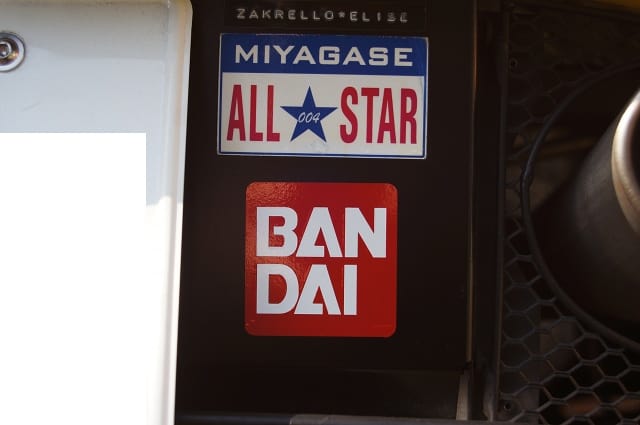 ZAKRELLO*ELISE
MIYAGASE
ALL 004 STAR
BAN
DAI